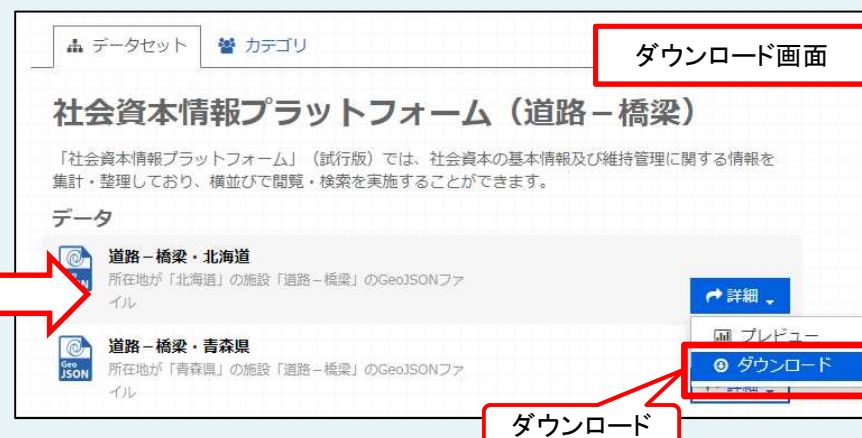 データセット
カテゴリ
ダウンロード画面
社会資本情報プラットフォーム（道路－橋梁）
「社会資本情報プラットフォーム」（試行版）では、社会資本の基本情報及び維持管理に関する情報を
集計・整理しており、横並びで閲覧・検索を実施することができます。
データ
道路－橋梁・北海道
所在地が「北海道」の施設「道路－橋梁」のGeoJSONファ
イル
詳細
プレビュー
道路－橋梁・青森県
Geo
JSON
所在地が「青森県」の施設「道路－橋梁」のGeoJSONファ
イル
ダウンロード
ダウンロード